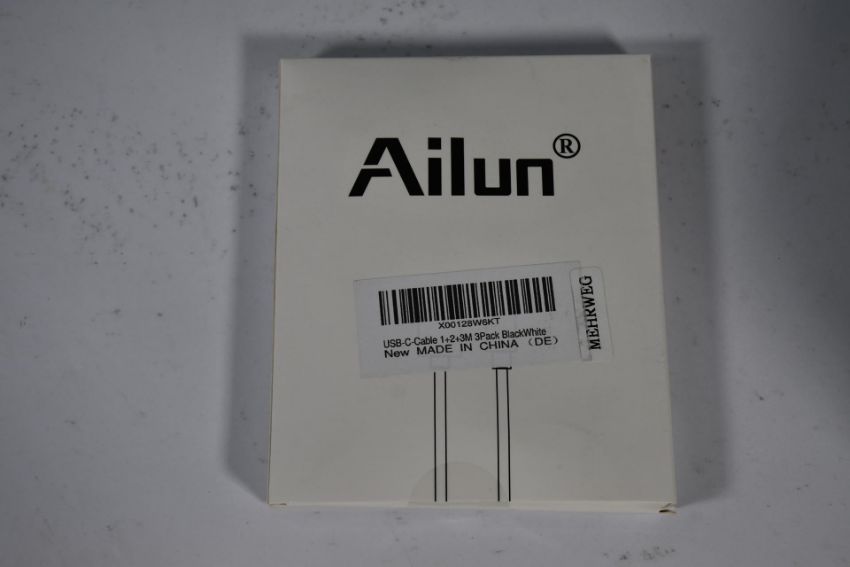 Ailun®
X00128W6KT
USB-C-Cable 1+2+3M 3Pack BlackWhite
New MADE IN CHINA (DE)
MEHRWEG